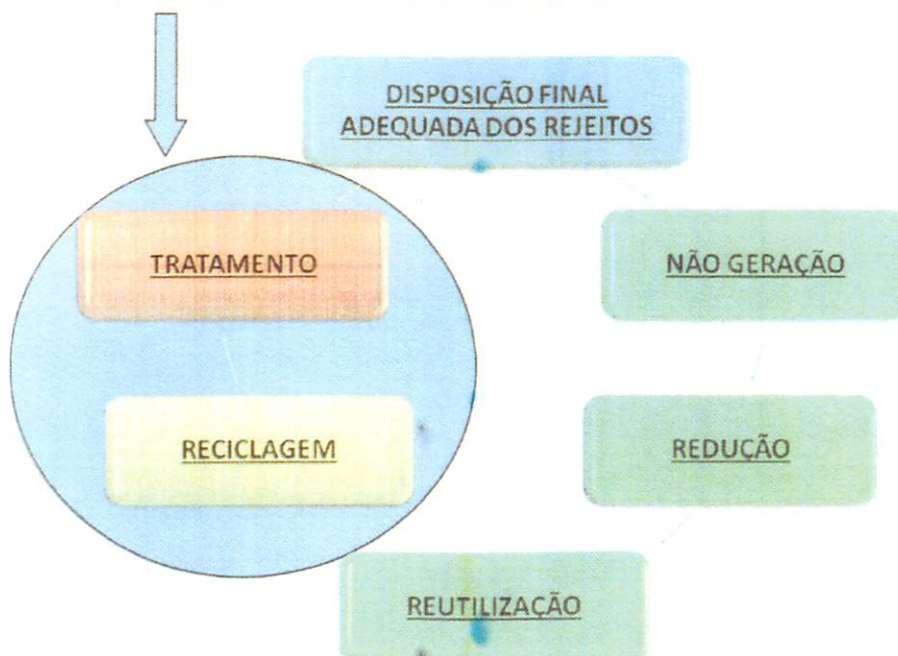 DISPOSIÇÃO FINAL
ADEQUADA DOS REJEITOS
TRATAMENTO
NÃO GERAÇÃO
RECICLAGEM
REDUÇÃO
REUTILIZAÇÃO